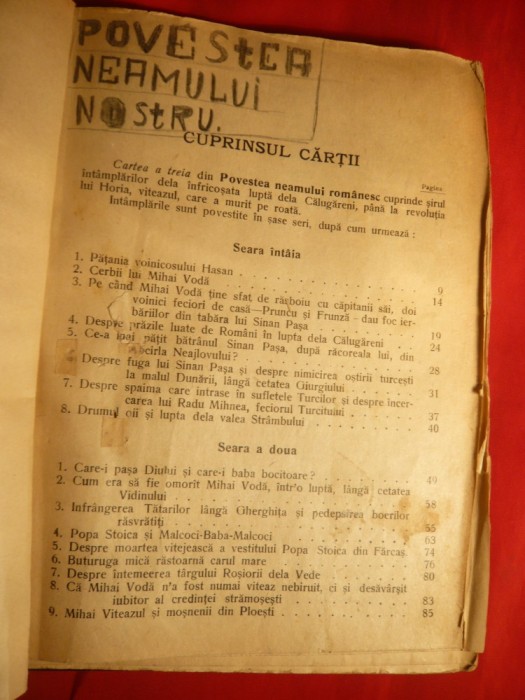 POVEStEA
NEAMULUi
NOStRU.
CUPRINSUL CĂRȚII
Pagina
Cartea a treia din Povestea neamului românesc cuprinde șirul
întâmplărilor dela înfricoșata luptă dela Călugăreni, până la revoluția
lui Horia, viteazul, care a murit pe roată.
Întâmplările sunt povestite în șase seri, după cum urmează :
Seara întâia
1. Pățania voinicosului Hasan . . . . . . . . 9
2. Cerbii lui Mihai Vodă . . . . . . . . 14
3. Pe când Mihai Vodă ține sfat de războiu cu căpitanii săi, doi
voinici feciori de casă—Pruncu și Frunză - dau foc ier-
băriilor din tabăra lui Sinan Pașa . . . . . . 19
4. Despre prăzile luate de Români în lupta dela Călugăreni . . 24
5. Ce-a mai pățit bătrânul Sinan Pașa, după răcoreala lui, din
mocirla Neajlovului? . . . . . . . . 28
Despre fuga lui Sinan Pașa și despre nimicirea oștirii turcești
la malul Dunării, lângă cetatea Giurgiului . . . . 31
7. Despre spaima care intrase în sufletele Turcilor și despre încer-
carea lui Radu Mihnea, feciorul Turcitului . . . . 37
8. Drumul oii și lupta dela valea Strâmbului . . . . 40
Seara a doua
1. Care-i pașa Diului și care-i baba bocitoare? . . . . 49
2. Cum era să fie omorît Mihai Vodă, într'o luptă, lângă cetatea
Vidinului . . . . . . . . 58
3. Infrângerea Tătarilor lângă Gherghița și pedepsirea boerilor
răsvrătiți . . . . . . . . 55
4. Popa Stoica și Malcoci-Baba-Malcoci . . . . . 63
5. Despre moartea vitejească a vestitului Popa Stoica din Fărcaș. 74
6. Buturuga mică răstoarnă carul mare . . . . . 76
7. Despre întemeerea târgului Roșiorii dela Vede . . . . 80
8. Că Mihai Vodă n'a fost numai viteaz nebiruit, ci și desăvârșit
iubitor al credinței strămoșești . . . . . . 83
9. Mihai Viteazul și moșnenii din Ploești . . . . . 85